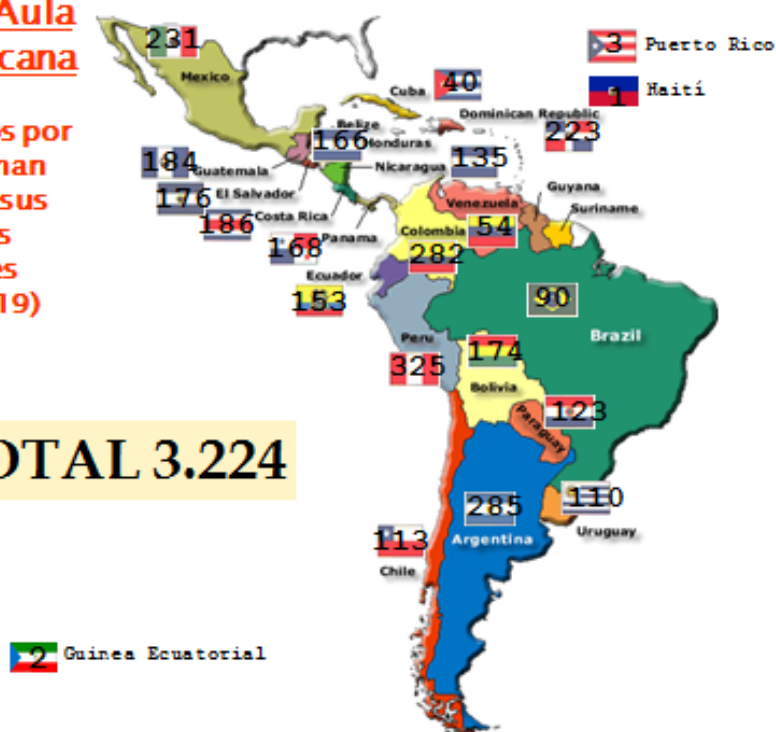 Aula
cana
s por
man
sus
s
es
19)
231
Mexico
3 Puerto Rico
1 Haití
Cuba 40
Dominican Republic
223
Belize
166
Honduras
184
Guatemala
Nicaragua
135
176
El Salvador
186
Costa Rica
168
Panama
Guyana
Suriname
Venezuela
54
Colombia
282
Ecuador
153
90
Brazil
Peru
325
174
Bolivia
123
Paraguay
OTAL 3.224
285
Argentina
110
Uruguay
113
Chile
2 Guinea Ecuatorial